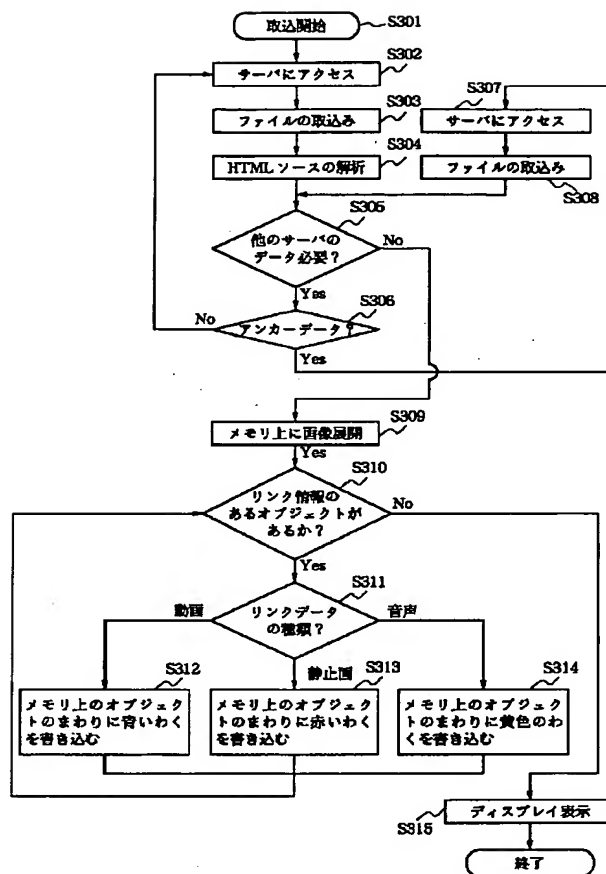 取込開始
S301
S302
サーバにアクセス
S303
ファイルの取込み
S307
サーバにアクセス
S304
HTMLソースの解析
ファイルの取込み
S308
S305
他のサーバの
データ必要？
No
Yes
S306
No
アンカーデータ？
Yes
S309
メモリ上に画像展開
Yes
S310
リンク情報の
あるオブジェクトが
あるか？
No
Yes
S311
動画
リンクデータ
の種類？
音声
静止画
S312
メモリ上のオブジェク
トのまわりに青いわく
を書き込む
S313
メモリ上のオブジェク
トのまわりに赤いわく
を書き込む
S314
メモリ上のオブジェク
トのまわりに黄色のわ
くを書き込む
ディスプレイ表示
S315
終了